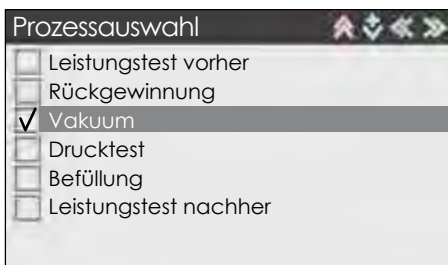 Prozessauswahl
Leistungstest vorher
Rückgewinnung
Vakuum
Drucktest
Befüllung
Leistungstest nachher